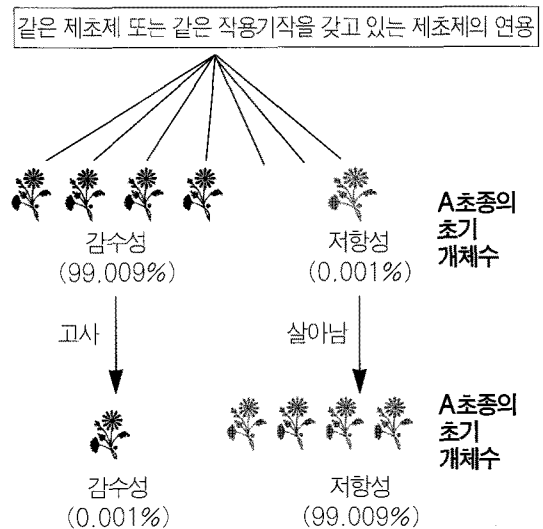 같은 제초제 또는 같은 작용기작을 갖고 있는 제초제의 연용
감수성
(99.009%)
저항성
(0.001%)
A초종의
초기
개체수
고사
살아남
감수성
(0.001%)
저항성
(99.009%)
A초종의
초기
개체수